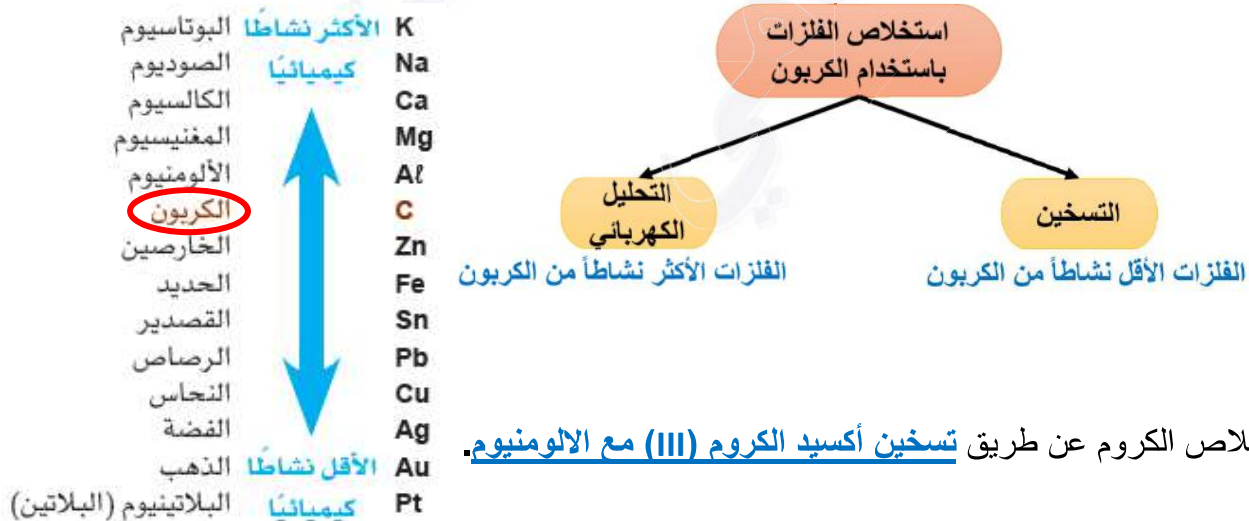 البوتاسيوم الأكثر نشاطًا K
الصوديوم كيميائيًا Na
الكالسيوم Ca
المغنيسيوم Mg
الألومنيوم Aℓ
الكربون C
الخارصين Zn
الحديد Fe
القصدير Sn
الرصاص Pb
النحاس Cu
الفضة Ag
الذهب الأقل نشاطًا Au
البلاتينيوم (البلاتين) كيميائيًا Pt
استخلاص الفلزات
باستخدام الكربون
التسخين
الفلزات الأقل نشاطاً من الكربون
التحليل
الكهربائي
الفلزات الأكثر نشاطاً من الكربون
الكروم عن طريق تسخين أكسيد الكروم (III) مع الالومنيوم.